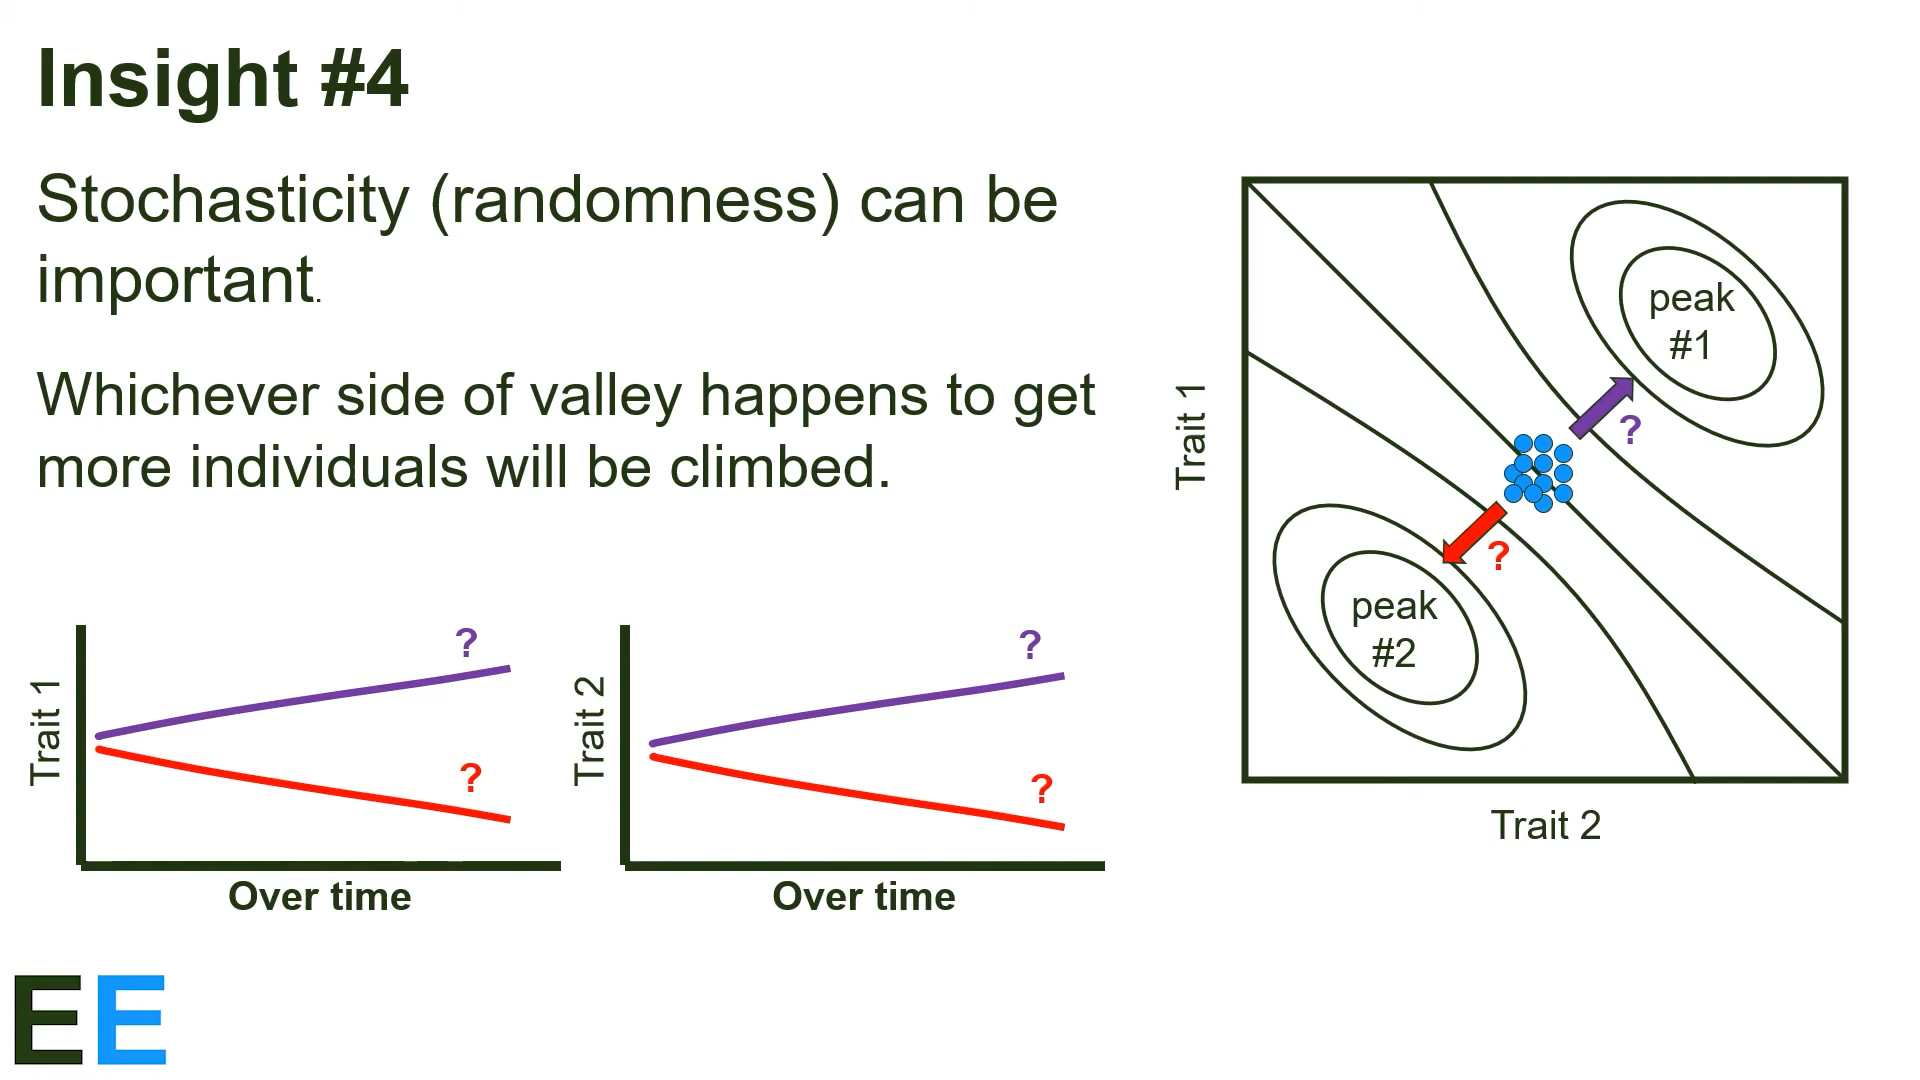 Insight #4
Stochasticity (randomness) can be
important.
Whichever side of valley happens to get
more individuals will be climbed.
Trait 1
?
?
Over time
Trait 2
?
?
Over time
Trait 1
peak
#1
?
?
peak
#2
Trait 2
EE